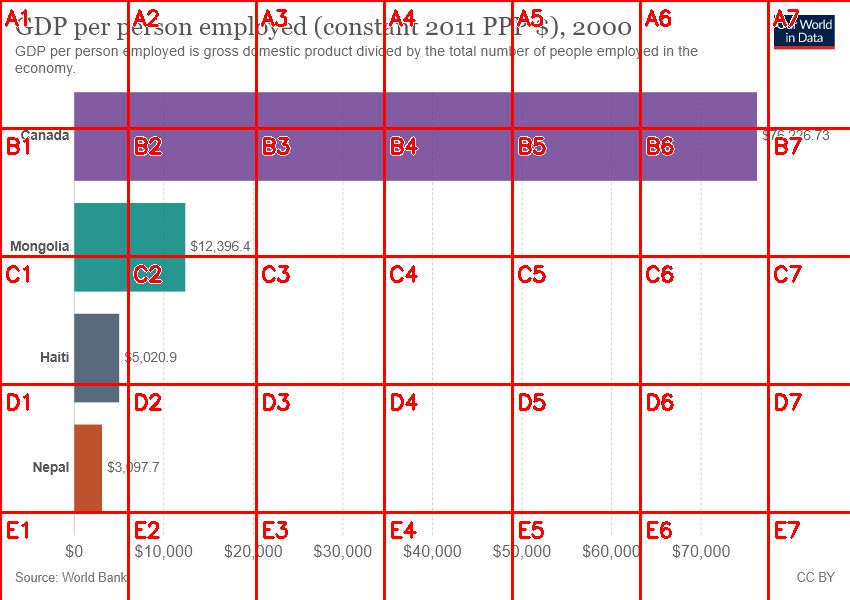 GDP per person employed (constant 2011 PPP $), 2000
Our World
in Data
GDP per person employed is gross domestic product divided by the total number of people employed in the
economy.
Canada
$76,226.73
Mongolia
$12,396.4
Haiti
$5,020.9
Nepal
$3,097.7
$0 $10,000 $20,000 $30,000 $40,000 $50,000 $60,000 $70,000
Source: World Bank
CC BY
A1 A2 A3 A4 A5 A6 A7
B1 B2 B3 B4 B5 B6 B7
C1 C2 C3 C4 C5 C6 C7
D1 D2 D3 D4 D5 D6 D7
E1 E2 E3 E4 E5 E6 E7